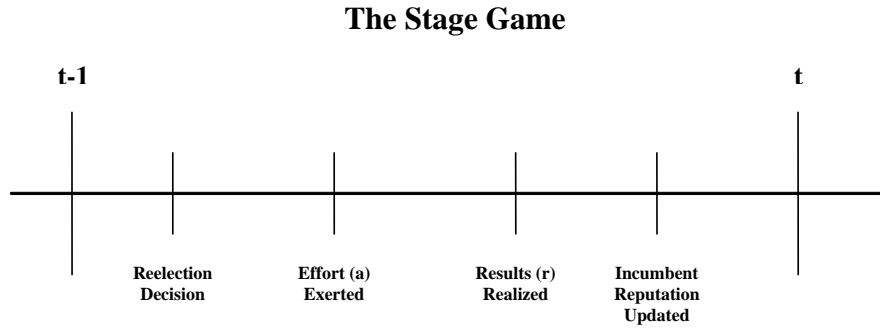 The Stage Game
t-1
t
Reelection
Decision
Effort (a)
Exerted
Results (r)
Realized
Incumbent
Reputation
Updated